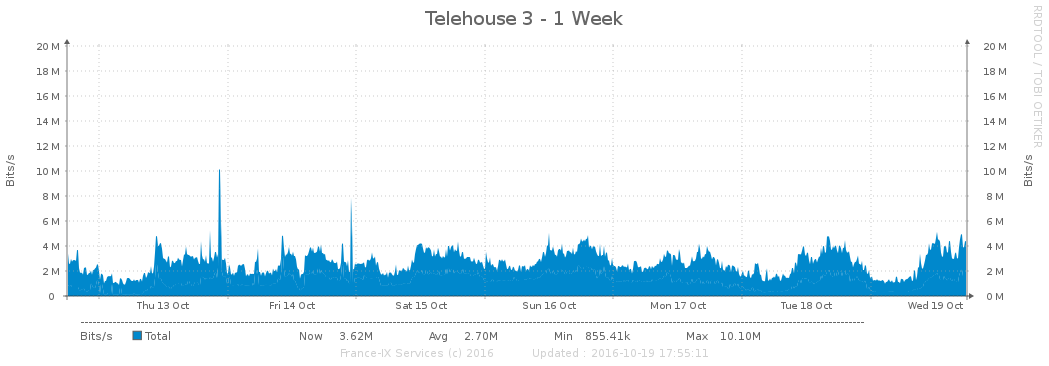 Telehouse 3 - 1 Week
RRDTOOL / TOBI OETIKER
Bits/s
20 M 20 M
18 M 18 M
16 M 16 M
14 M 14 M
12 M 12 M
10 M 10 M
8 M 8 M
6 M 6 M
4 M 4 M
2 M 2 M
0 0 M
Bits/s
Thu 13 Oct Fri 14 Oct Sat 15 Oct Sun 16 Oct Mon 17 Oct Tue 18 Oct Wed 19 Oct
Bits/s Total Now 3.62M Avg 2.70M Min 855.41k Max 10.10M
France-IX Services (c) 2016 Updated : 2016-10-19 17:55:11